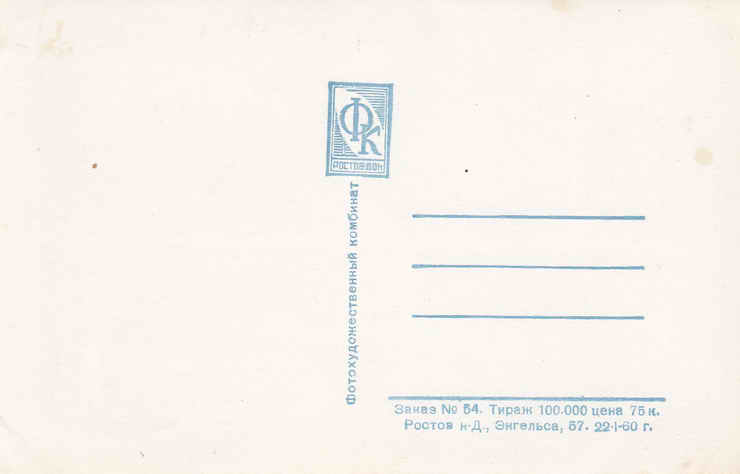 ФК
РОСТОВ-ДОН
Фотохудожественный комбинат
Заказ № 54. Тираж 100.000 цена 75 к.
Ростов н-Д., Энгельса, 57. 22-I-60 г.